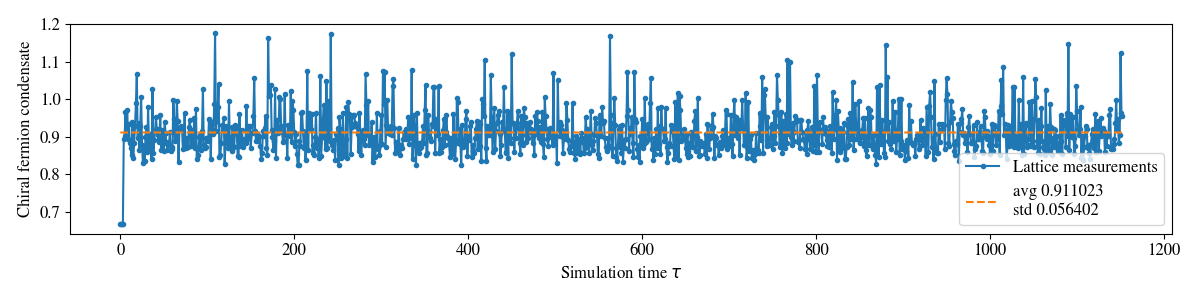 Chiral fermion condensate
1.2
1.1
1.0
0.9
0.8
0.7
0
200
400
600
800
1000
1200
Simulation time τ
Lattice measurements
avg 0.911023
std 0.056402